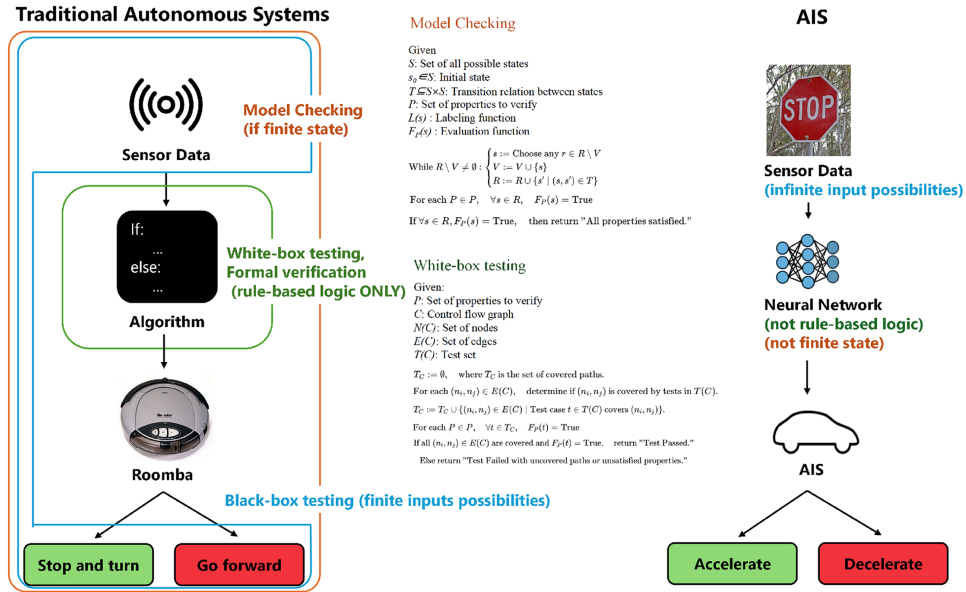 Traditional Autonomous Systems
Sensor Data
Model Checking
(if finite state)
If:
...
else:
...
Algorithm
White-box testing,
Formal verification
(rule-based logic ONLY)
Roomba
Black-box testing (finite inputs possibilities)
Stop and turn
Go forward
Model Checking
Given
S: Set of all possible states
s₀∈S: Initial state
T⊆S×S: Transition relation between states
P: Set of properties to verify
L(s) : Labeling function
F_P(s) : Evaluation function
While R \ V ≠ ∅ : { s := Choose any r ∈ R \ V
V := V ∪ {s}
R := R ∪ {s′ | (s, s′) ∈ T}
For each P ∈ P, ∀s ∈ R, F_P(s) = True
If ∀s ∈ R, F_P(s) = True, then return "All properties satisfied."
White-box testing
Given:
P: Set of properties to verify
C: Control flow graph
N(C): Set of nodes
E(C): Set of edges
T(C): Test set
T_C := ∅, where T_C is the set of covered paths.
For each (n_i, n_j) ∈ E(C), determine if (n_i, n_j) is covered by tests in T(C).
T_C := T_C ∪ {(n_i, n_j) ∈ E(C) | Test case t ∈ T(C) covers (n_i, n_j)}.
For each P ∈ P, ∀t ∈ T_C, F_P(t) = True
If all (n_i, n_j) ∈ E(C) are covered and F_P(t) = True, return "Test Passed."
Else return "Test Failed with uncovered paths or unsatisfied properties."
AIS
STOP
Sensor Data
(infinite input possibilities)
Neural Network
(not rule-based logic)
(not finite state)
AIS
Accelerate
Decelerate